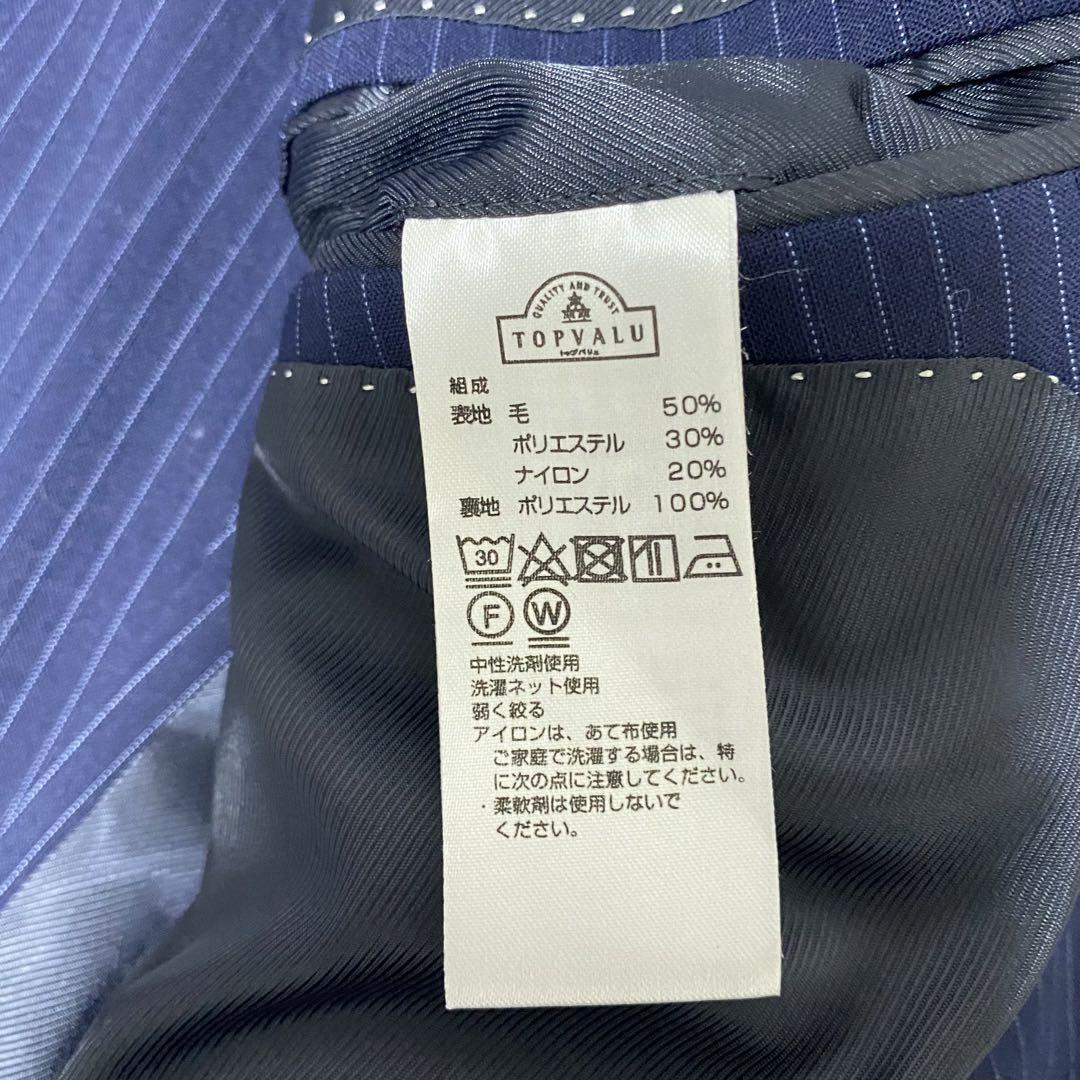 QUALITY AND TRUST
TOPVALU
トップバリュ
組成
表地 毛 50%
ポリエステル 30%
ナイロン 20%
裏地 ポリエステル 100%
30
F W
中性洗剤使用
洗濯ネット使用
弱く絞る
アイロンは、あて布使用
ご家庭で洗濯する場合は、特
に次の点に注意してください。
・柔軟剤は使用しないで
ください。